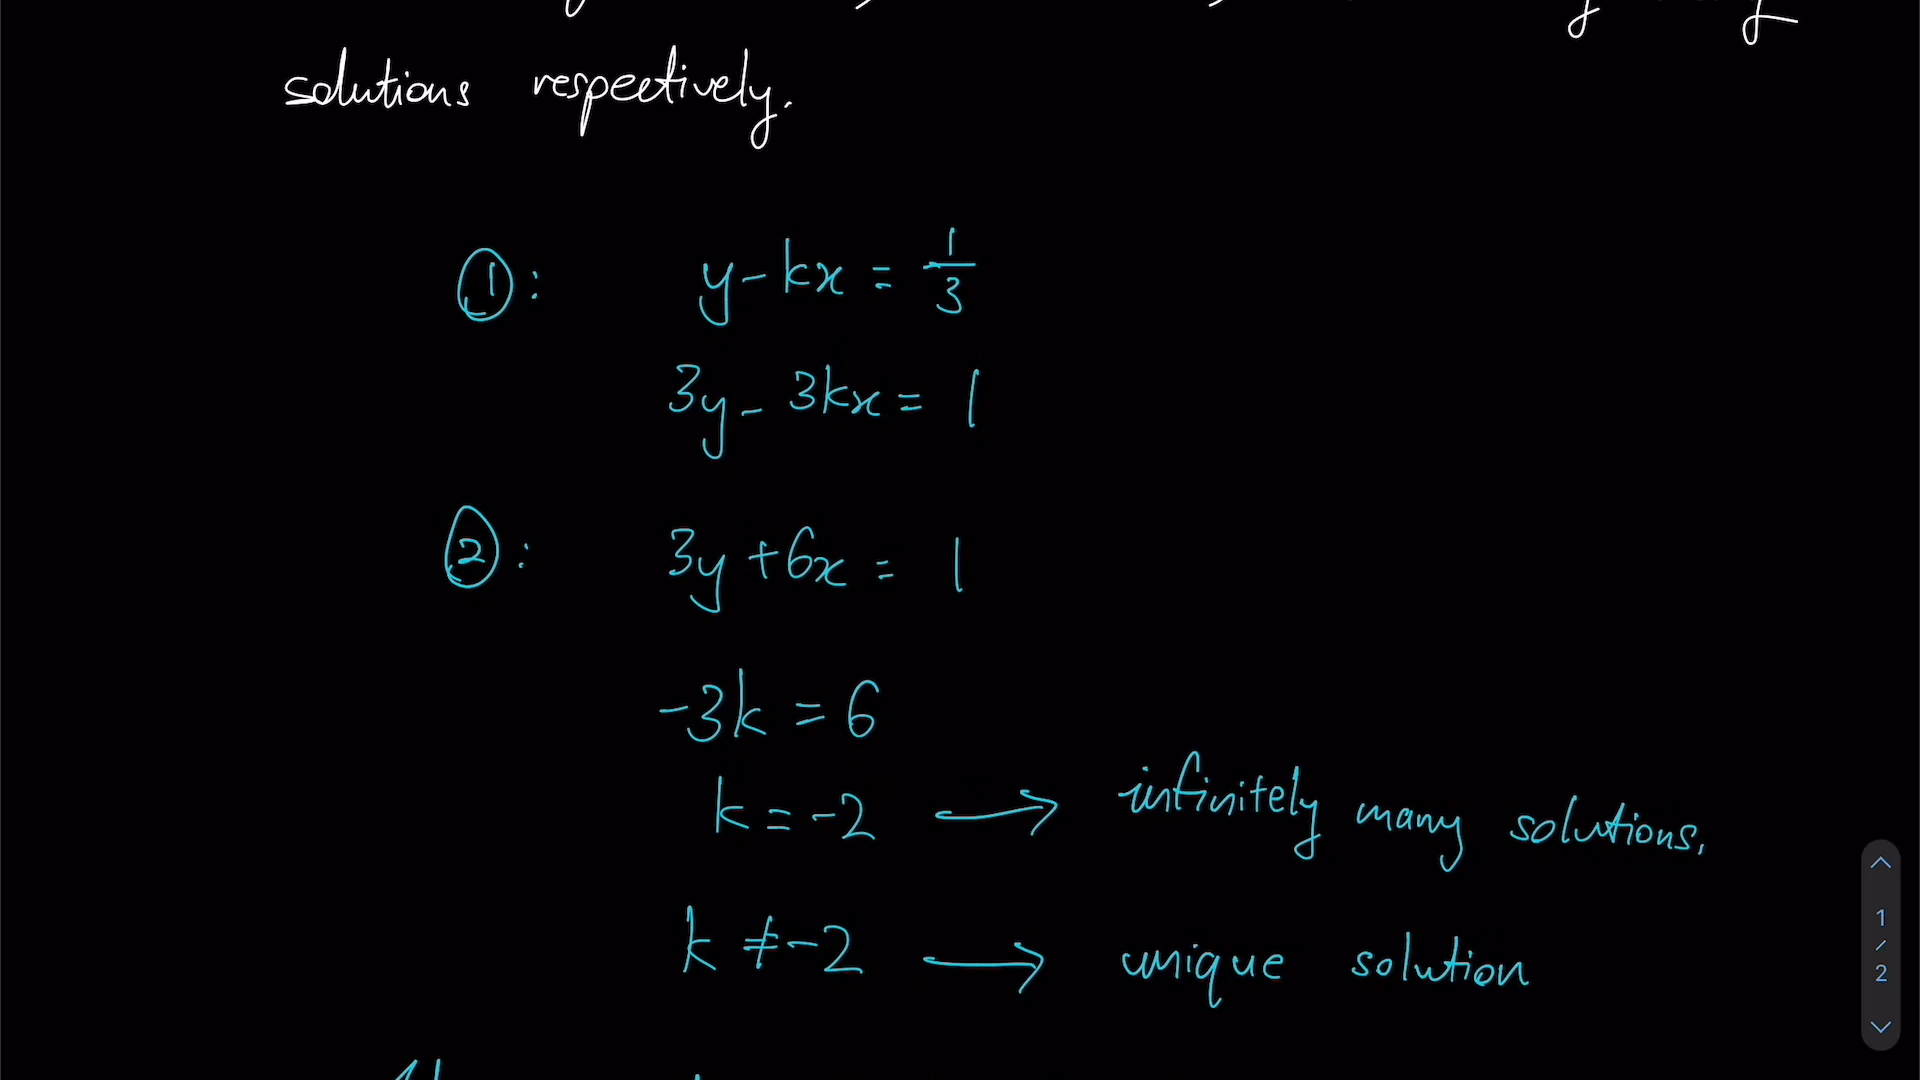 solutions respectively.
①: y - kx = 1/3
3y - 3kx = 1
②: 3y + 6x = 1
-3k = 6
k = -2 → infinitely many solutions.
k ≠ -2 → unique solution
1
/
2